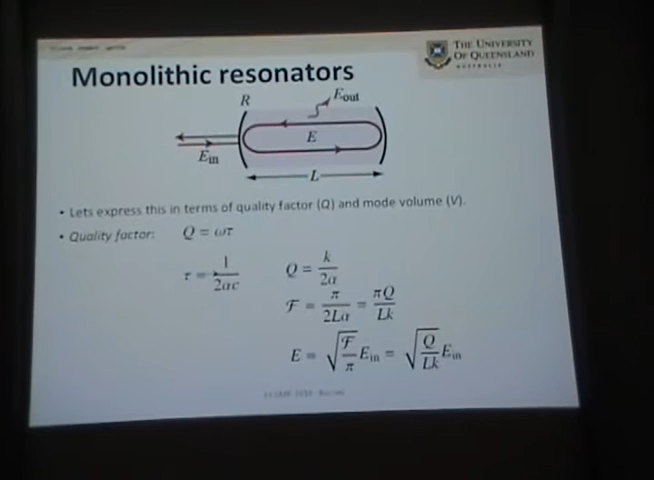 THE UNIVERSITY
OF QUEENSLAND
AUSTRALIA
Monolithic resonators
R
E_out
E
E_in
L
• Lets express this in terms of quality factor (Q) and mode volume (V).
• Quality factor: Q = ωτ
τ = 1/(2αc) Q = k/(2α)
ℱ = π/(2Lα) = πQ/(Lk)
E = √(ℱ/π) E_in = √(Q/(Lk)) E_in